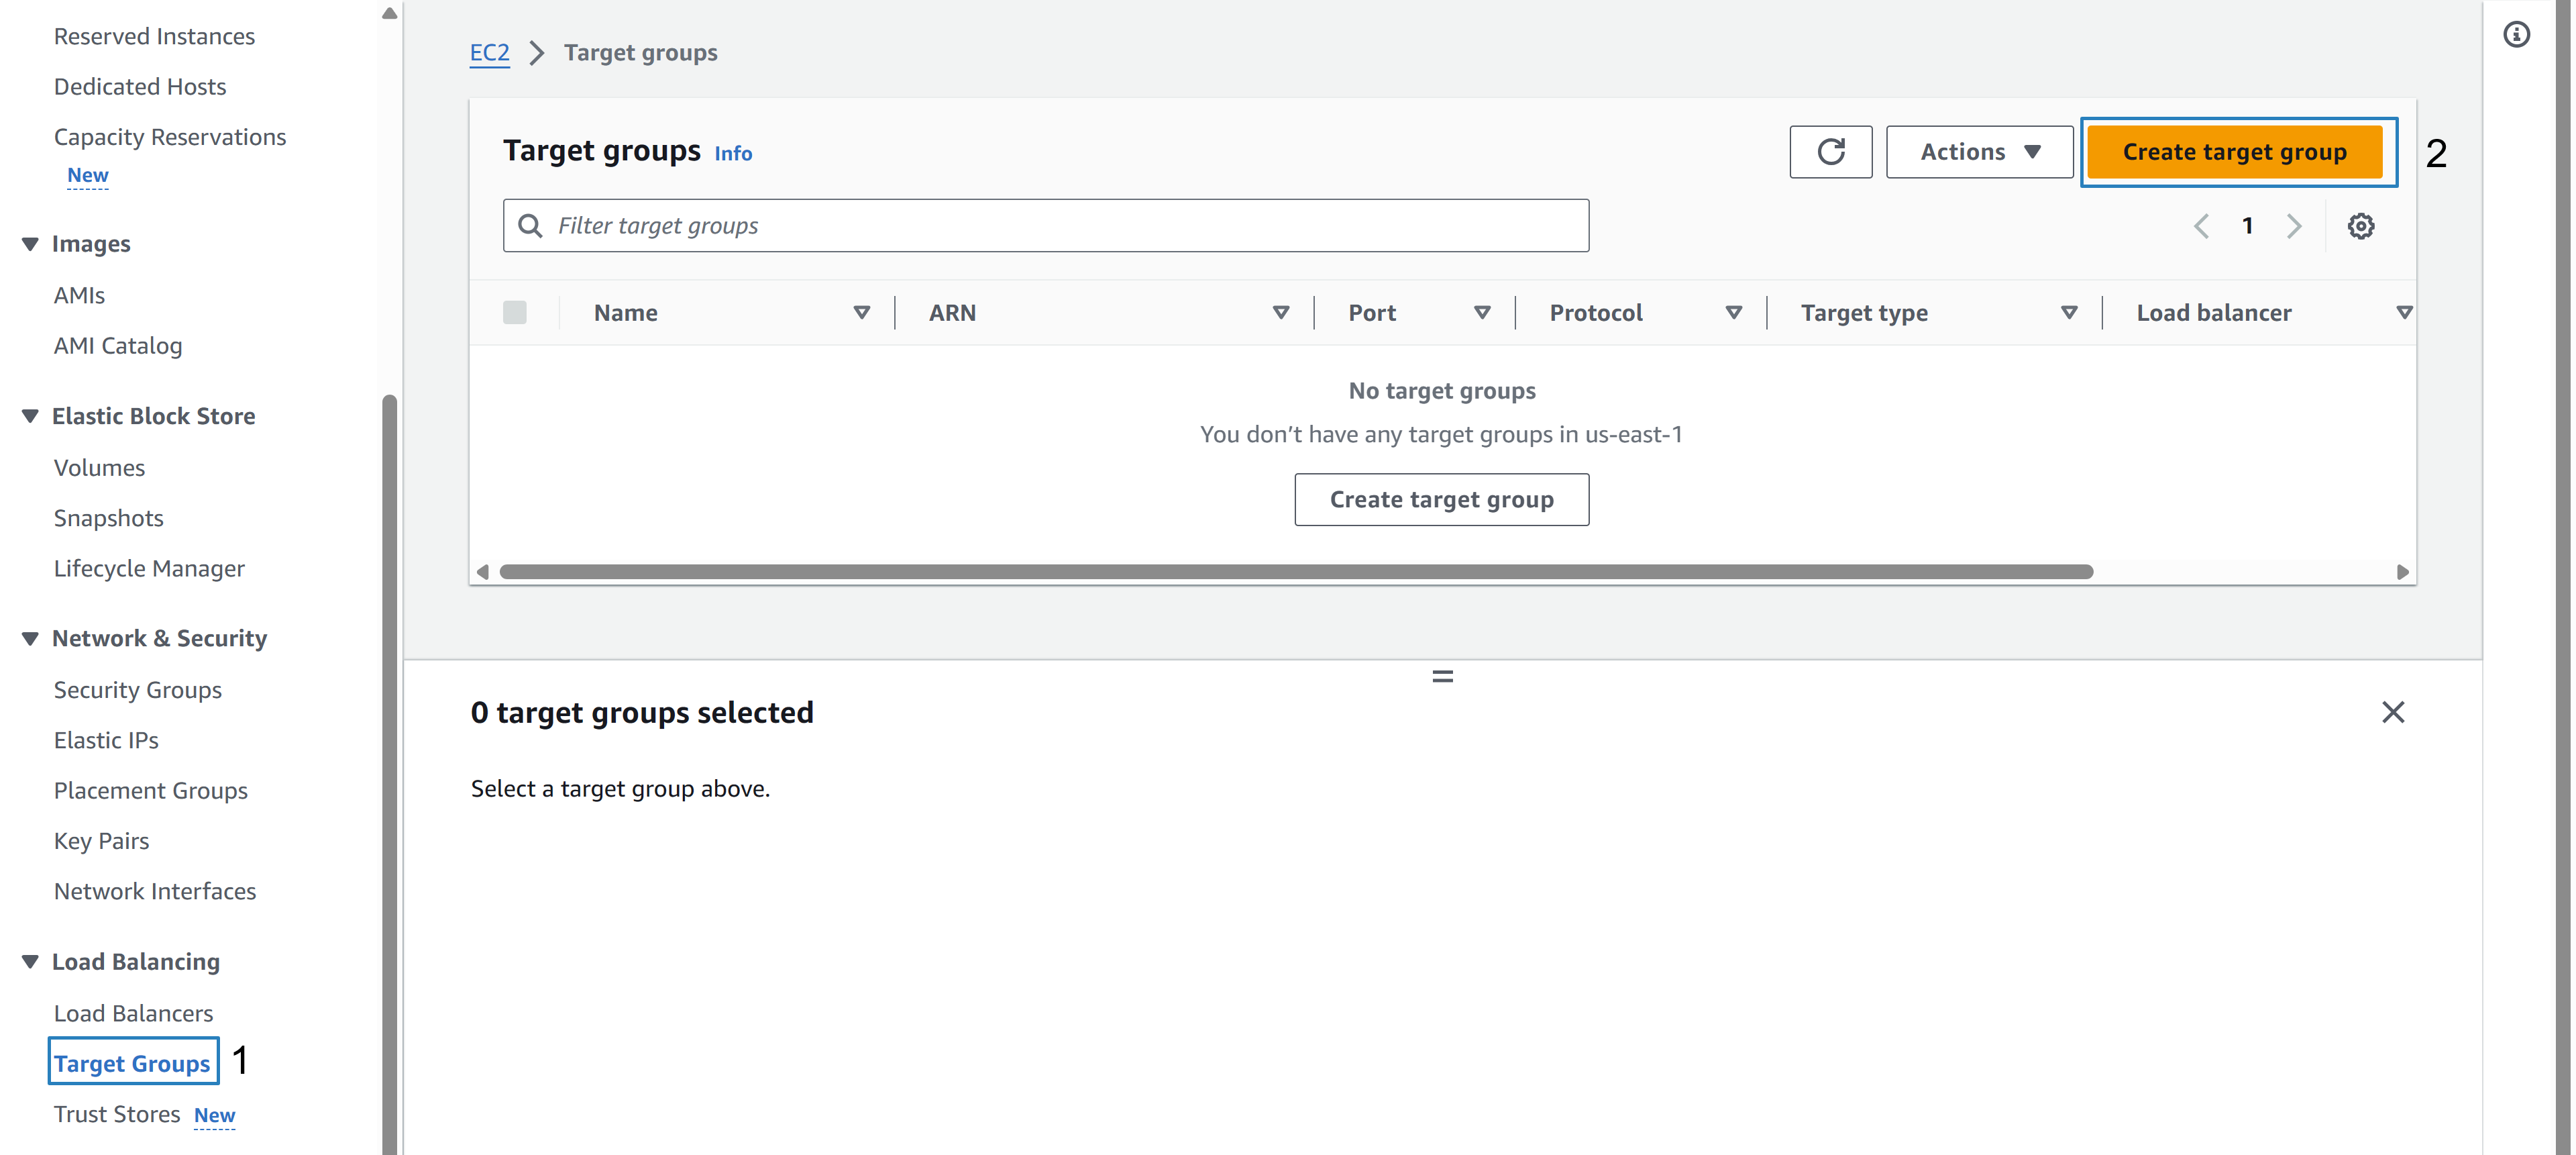 Reserved Instances
Dedicated Hosts
Capacity Reservations
New
Images
AMIs
AMI Catalog
Elastic Block Store
Volumes
Snapshots
Lifecycle Manager
Network & Security
Security Groups
Elastic IPs
Placement Groups
Key Pairs
Network Interfaces
Load Balancing
Load Balancers
Target Groups 1
Trust Stores New
EC2 Target groups
Target groups Info Actions Create target group 2
Filter target groups 1
Name ARN Port Protocol Target type Load balancer
No target groups
You don’t have any target groups in us-east-1
Create target group
0 target groups selected
Select a target group above.